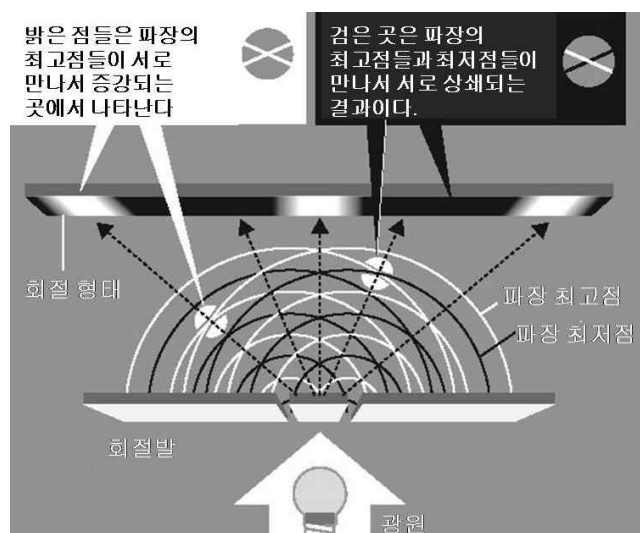 밝은 점들은 파장의
최고점들이 서로
만나서 증강되는
곳에서 나타난다
검은 곳은 파장의
최고점들과 최저점들이
만나서 서로 상쇄되는
결과이다.
회절 형태
파장 최고점
파장 최저점
회절발
광원